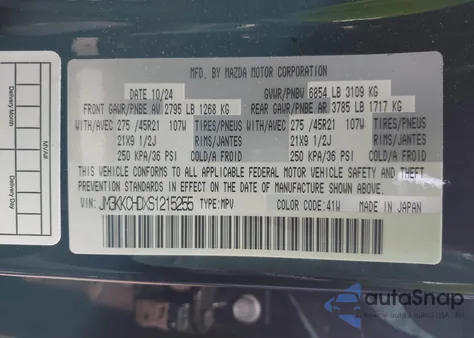 MFD. BY MAZDA MOTOR CORPORATION
DATE 10/24 GVWR/PNBV 6854 LB 3109 KG
FRONT GAWR/PNBE AV 2795 LB 1268 KG REAR GAWR/PNBE AR 3785 LB 1717 KG
WITH/AVEC 275 /45R21 107W TIRES/PNEUS WITH/AVEC 275 /45R21 107W TIRES/PNEUS
21X9 1/2J RIMS/JANTES 21X9 1/2J RIMS/JANTES
250 KPA/36 PSI COLD/A FROID 250 KPA/36 PSI COLD/A FROID
THIS VEHICLE CONFORMS TO ALL APPLICABLE FEDERAL MOTOR VEHICLE SAFETY AND THEFT PREVENTION
STANDARDS IN EFFECT ON THE DATE OF MANUFACTURE SHOWN ABOVE.
VIN: JM3KKCHDXS1215255 TYPE:MPV COLOR CODE:41W MADE IN JAPAN
Delivery Month
MVAB
Delivery
autoSnap